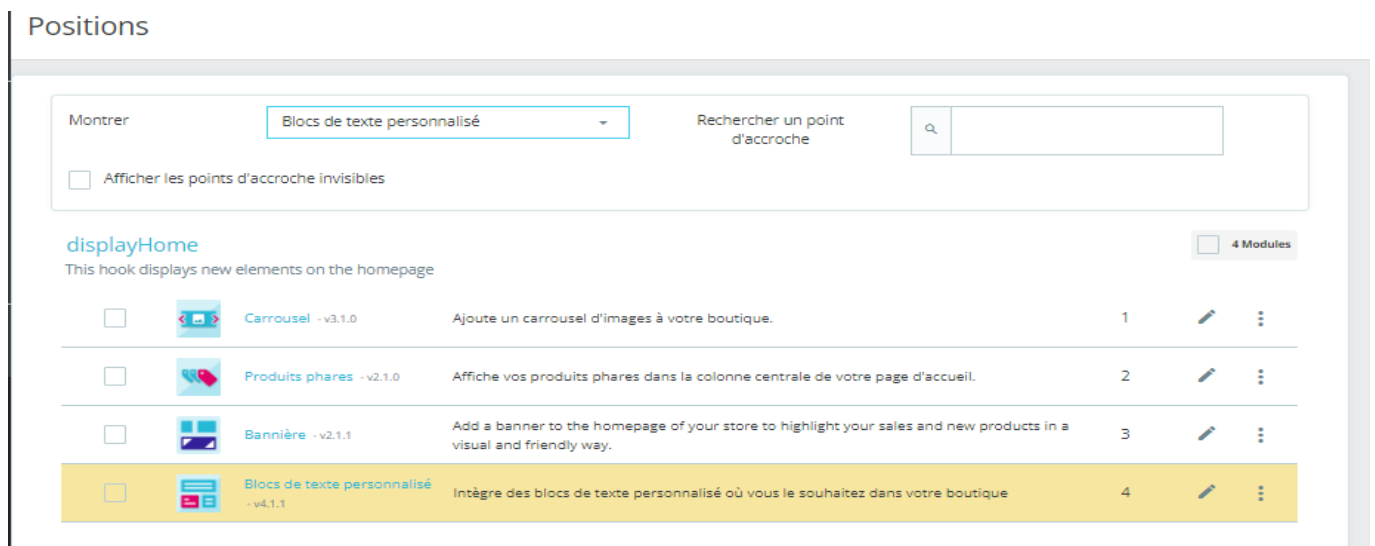 Positions
Montrer
Blocs de texte personnalisé
Rechercher un point
d'accroche
Afficher les points d'accroche invisibles
displayHome
4 Modules
This hook displays new elements on the homepage
Carrousel - v3.1.0 Ajoute un carrousel d'images à votre boutique. 1
Produits phares - v2.1.0 Affiche vos produits phares dans la colonne centrale de votre page d'accueil. 2
Bannière - v2.1.1 Add a banner to the homepage of your store to highlight your sales and new products in a
visual and friendly way. 3
Blocs de texte personnalisé
- v4.1.1 Intègre des blocs de texte personnalisé où vous le souhaitez dans votre boutique 4